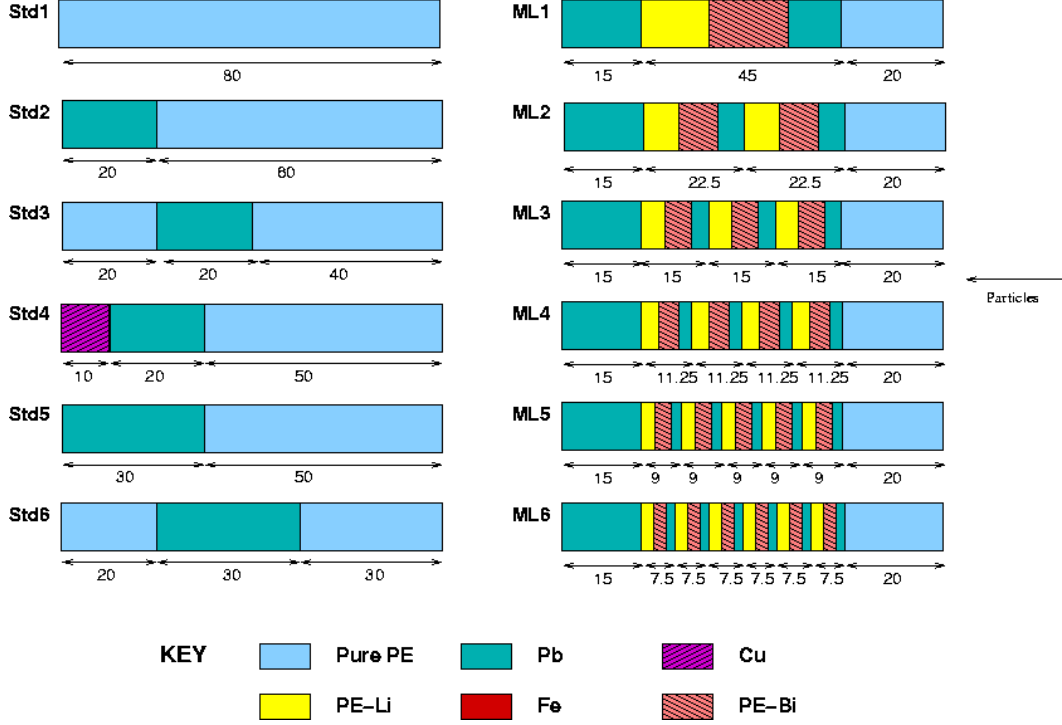 Std1
80
Std2
20 60
Std3
20 20 40
Std4
10 20 50
Std5
30 50
Std6
20 30 30
ML1
15 45 20
ML2
15 22.5 22.5 20
ML3
15 15 15 15 20
ML4
15 11.25 11.25 11.25 11.25 20
ML5
15 9 9 9 9 9 20
ML6
15 7.5 7.5 7.5 7.5 7.5 7.5 20
Particles
KEY Pure PE Pb Cu
PE–Li Fe PE–Bi